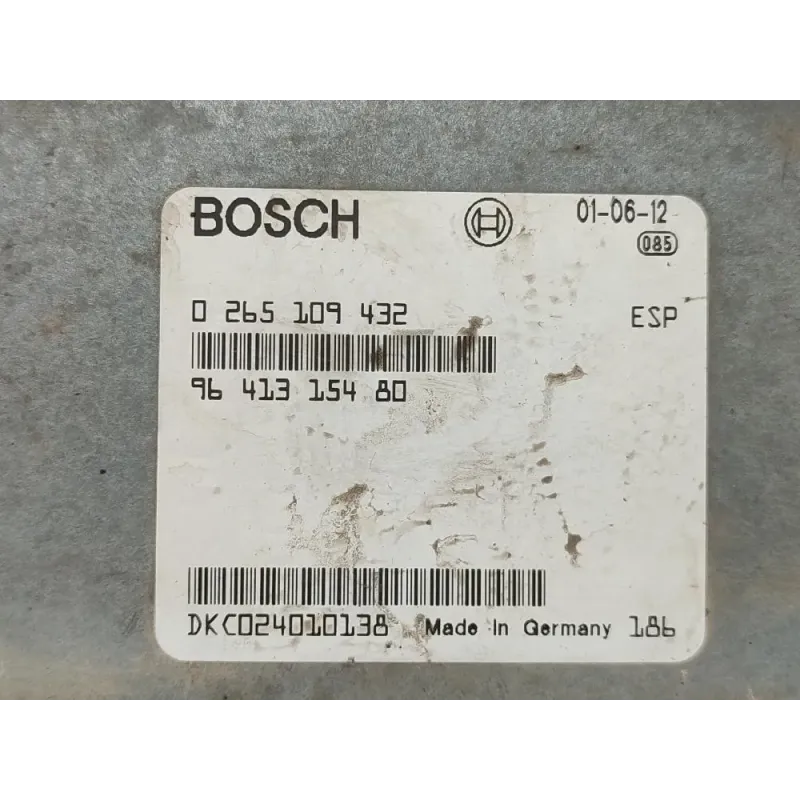 BOSCH 01-06-12
085
0 265 109 432 ESP
96 413 154 80
DKC024010138 Made in Germany 186